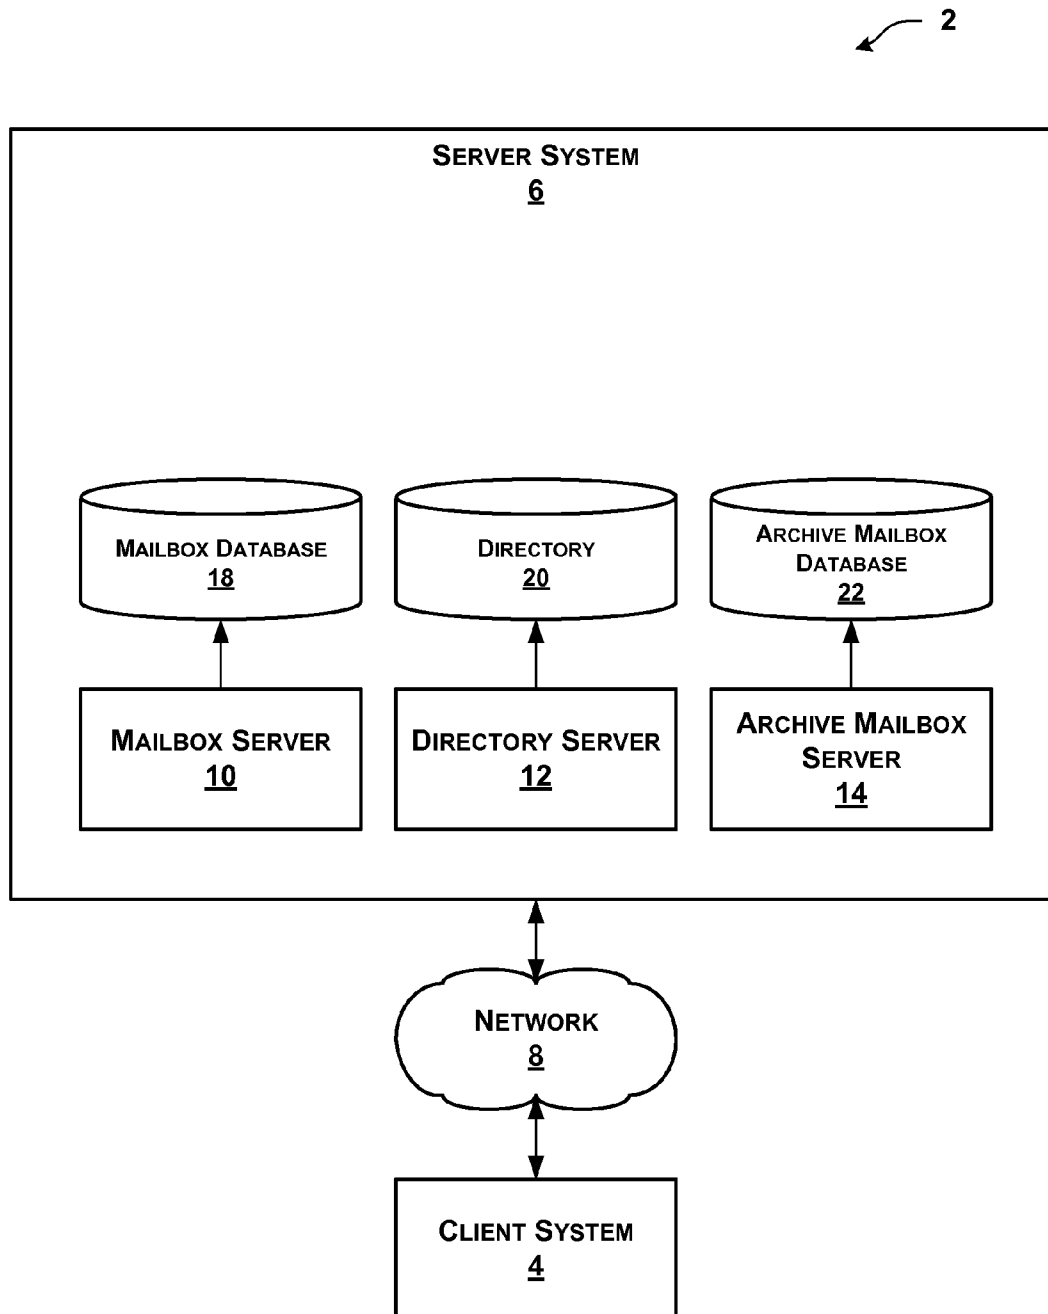 2
SERVER SYSTEM
6
MAILBOX DATABASE
18
DIRECTORY
20
ARCHIVE MAILBOX
DATABASE
22
MAILBOX SERVER
10
DIRECTORY SERVER
12
ARCHIVE MAILBOX
SERVER
14
NETWORK
8
CLIENT SYSTEM
4